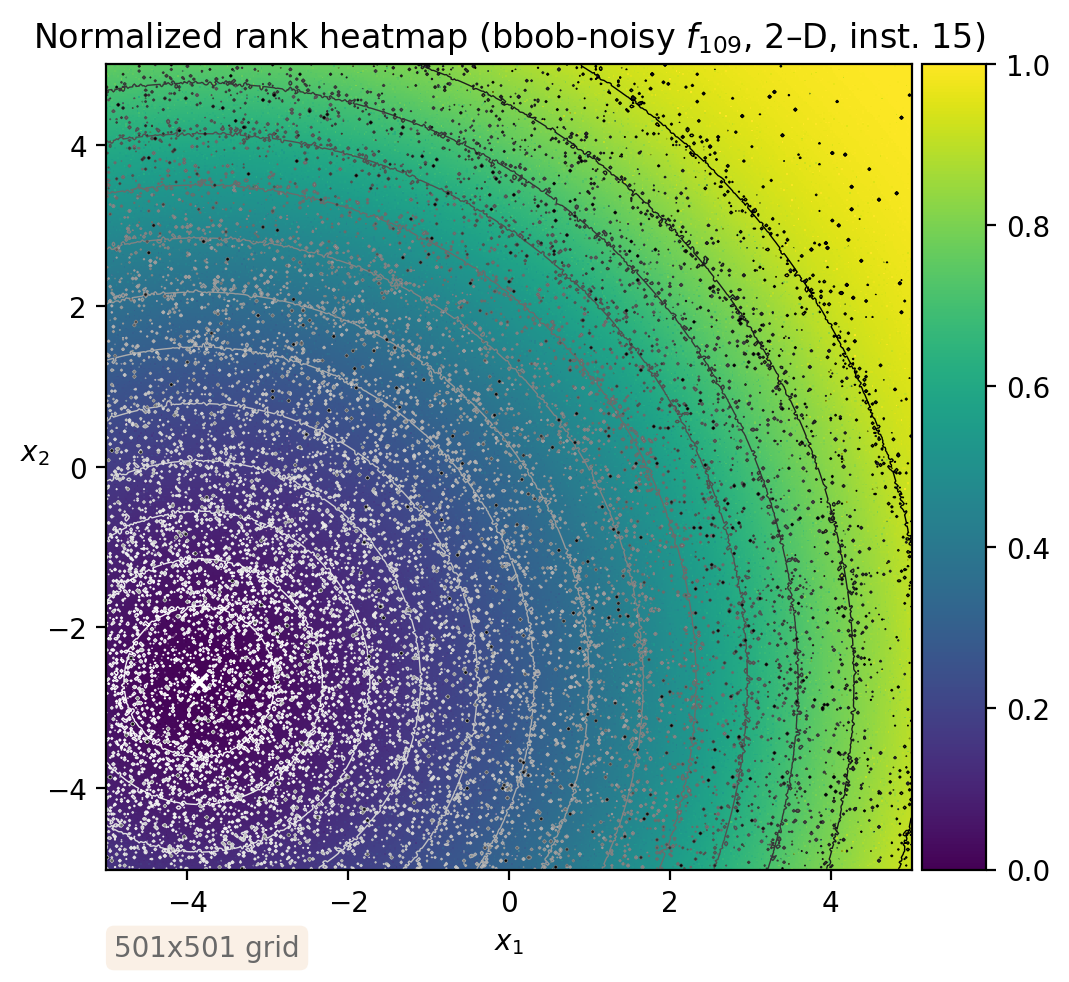 Normalized rank heatmap (bbob-noisy f₁₀₉, 2–D, inst. 15)
1.0
0.8
0.6
0.4
0.2
0.0
4
2
0
−2
−4
x₂
−4 −2 0 2 4
x₁
501x501 grid